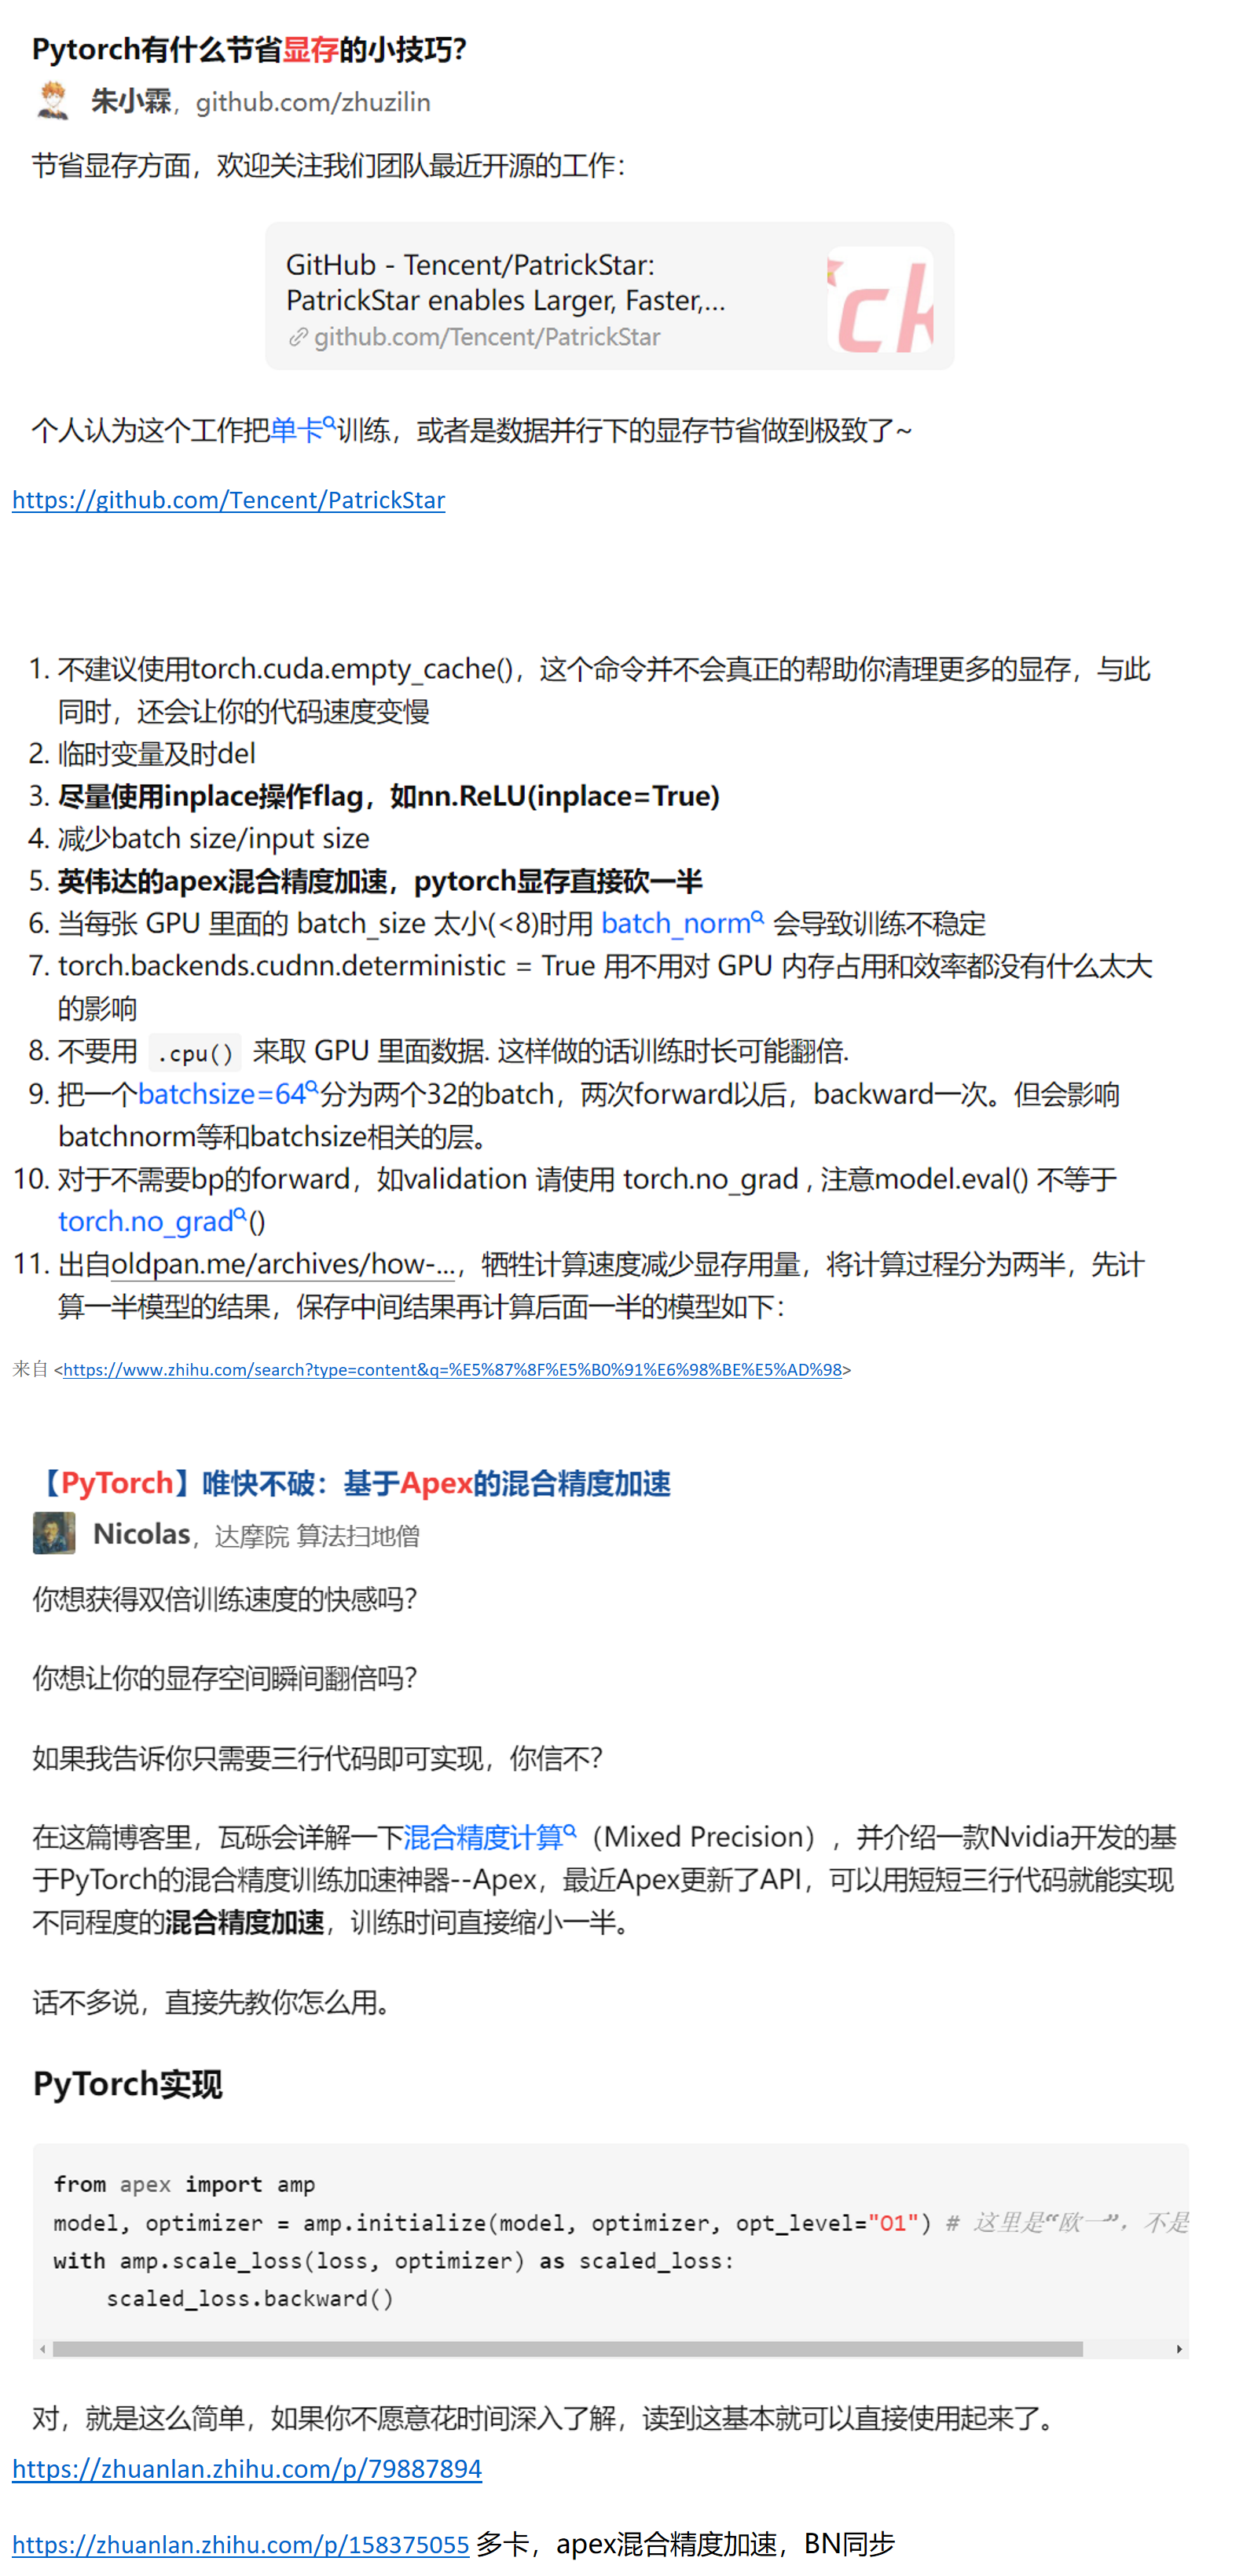 Pytorch有什么节省显存的小技巧？
朱小霖，github.com/zhuzilin
节省显存方面，欢迎关注我们团队最近开源的工作：
GitHub - Tencent/PatrickStar:
PatrickStar enables Larger, Faster,...
github.com/Tencent/PatrickStar
ck
个人认为这个工作把单卡训练，或者是数据并行下的显存节省做到极致了~
https://github.com/Tencent/PatrickStar
1. 不建议使用torch.cuda.empty_cache()，这个命令并不会真正的帮助你清理更多的显存，与此
同时，还会让你的代码速度变慢
2. 临时变量及时del
3. 尽量使用inplace操作flag，如nn.ReLU(inplace=True)
4. 减少batch size/input size
5. 英伟达的apex混合精度加速，pytorch显存直接砍一半
6. 当每张 GPU 里面的 batch_size 太小(<8)时用 batch_norm 会导致训练不稳定
7. torch.backends.cudnn.deterministic = True 用不用对 GPU 内存占用和效率都没有什么太大
的影响
8. 不要用 .cpu() 来取 GPU 里面数据. 这样做的话训练时长可能翻倍.
9. 把一个batchsize=64分为两个32的batch，两次forward以后，backward一次。但会影响
batchnorm等和batchsize相关的层。
10. 对于不需要bp的forward，如validation 请使用 torch.no_grad , 注意model.eval() 不等于
torch.no_grad()
11. 出自oldpan.me/archives/how-...，牺牲计算速度减少显存用量，将计算过程分为两半，先计
算一半模型的结果，保存中间结果再计算后面一半的模型如下：
来自 <https://www.zhihu.com/search?type=content&q=%E5%87%8F%E5%B0%91%E6%98%BE%E5%AD%98>
【PyTorch】唯快不破：基于Apex的混合精度加速
Nicolas，达摩院 算法扫地僧
你想获得双倍训练速度的快感吗？
你想让你的显存空间瞬间翻倍吗？
如果我告诉你只需要三行代码即可实现，你信不？
在这篇博客里，瓦砾会详解一下混合精度计算（Mixed Precision），并介绍一款Nvidia开发的基
于PyTorch的混合精度训练加速神器--Apex，最近Apex更新了API，可以用短短三行代码就能实现
不同程度的混合精度加速，训练时间直接缩小一半。
话不多说，直接先教你怎么用。
PyTorch实现
from apex import amp
model, optimizer = amp.initialize(model, optimizer, opt_level="O1") # 这里是“欧一”，不是
with amp.scale_loss(loss, optimizer) as scaled_loss:
    scaled_loss.backward()
对，就是这么简单，如果你不愿意花时间深入了解，读到这基本就可以直接使用起来了。
https://zhuanlan.zhihu.com/p/79887894
https://zhuanlan.zhihu.com/p/158375055 多卡，apex混合精度加速，BN同步